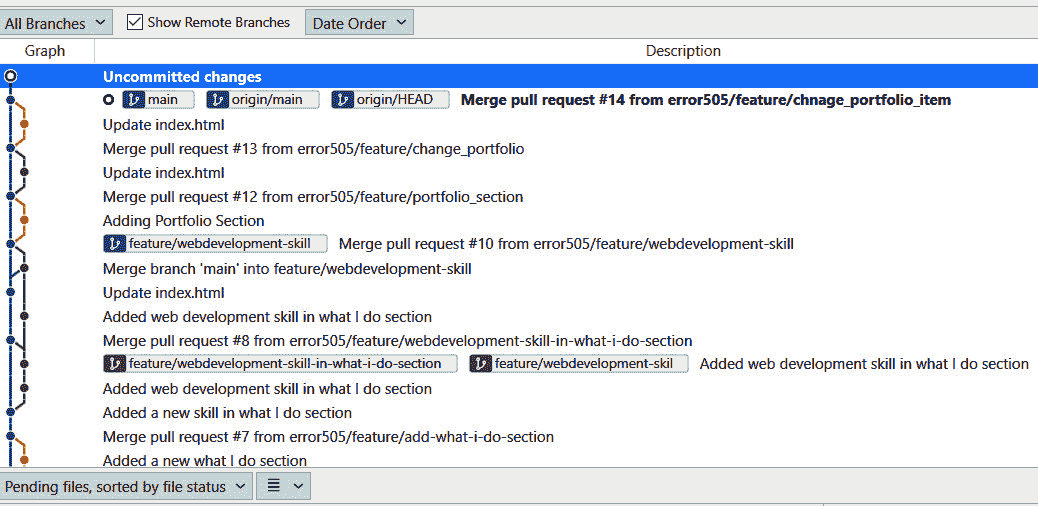 All Branches Show Remote Branches Date Order
Graph Description
Uncommitted changes
main origin/main origin/HEAD Merge pull request #14 from error505/feature/chnage_portfolio_item
Update index.html
Merge pull request #13 from error505/feature/change_portfolio
Update index.html
Merge pull request #12 from error505/feature/portfolio_section
Adding Portfolio Section
feature/webdevelopment-skill Merge pull request #10 from error505/feature/webdevelopment-skill
Merge branch 'main' into feature/webdevelopment-skill
Update index.html
Added web development skill in what I do section
Merge pull request #8 from error505/feature/webdevelopment-skill-in-what-i-do-section
feature/webdevelopment-skill-in-what-i-do-section feature/webdevelopment-skil Added web development skill in what I do section
Added web development skill in what I do section
Added a new skill in what I do section
Merge pull request #7 from error505/feature/add-what-i-do-section
Added a new what I do section
Pending files, sorted by file status